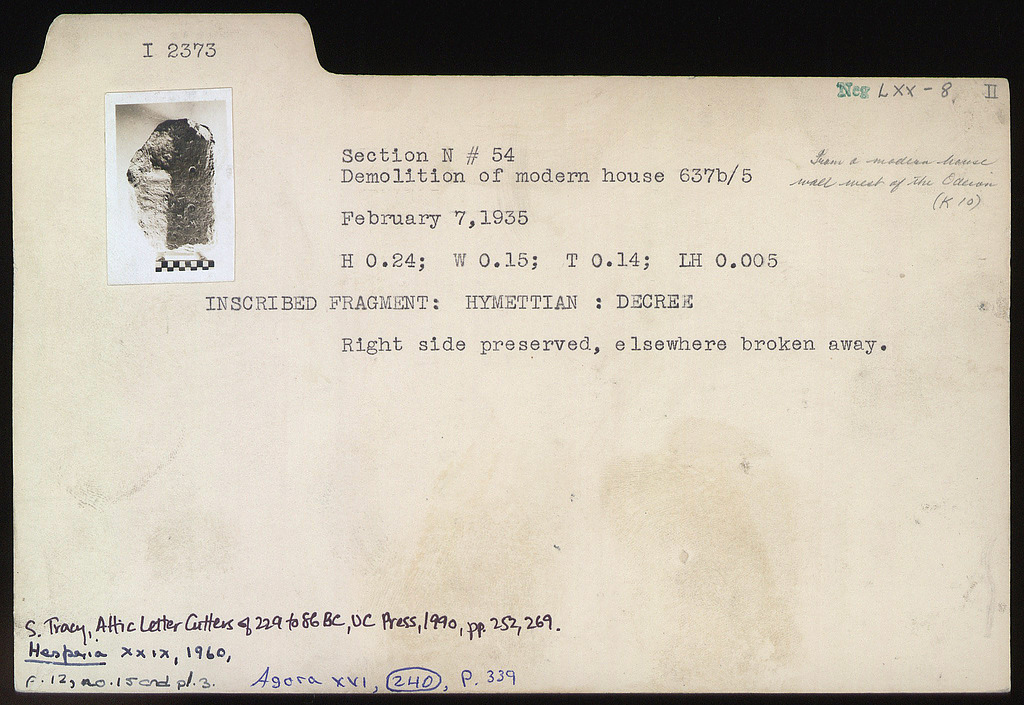 I 2373
Neg LXX - 8 II
Section N # 54
Demolition of modern house 637b/5
From a modern house
wall west of the Odeion
(K 10)
February 7,1935
H 0.24; W 0.15; T 0.14; LH 0.005
INSCRIBED FRAGMENT: HYMETTIAN : DECREE
Right side preserved, elsewhere broken away.
S. Tracy, Attic Letter Cutters of 229 to 86 BC, UC Press, 1990, pp. 252, 269.
Hesperia XXIX, 1960,
p. 12, no. 15 and pl. 3. Agora XVI, 240, P. 339